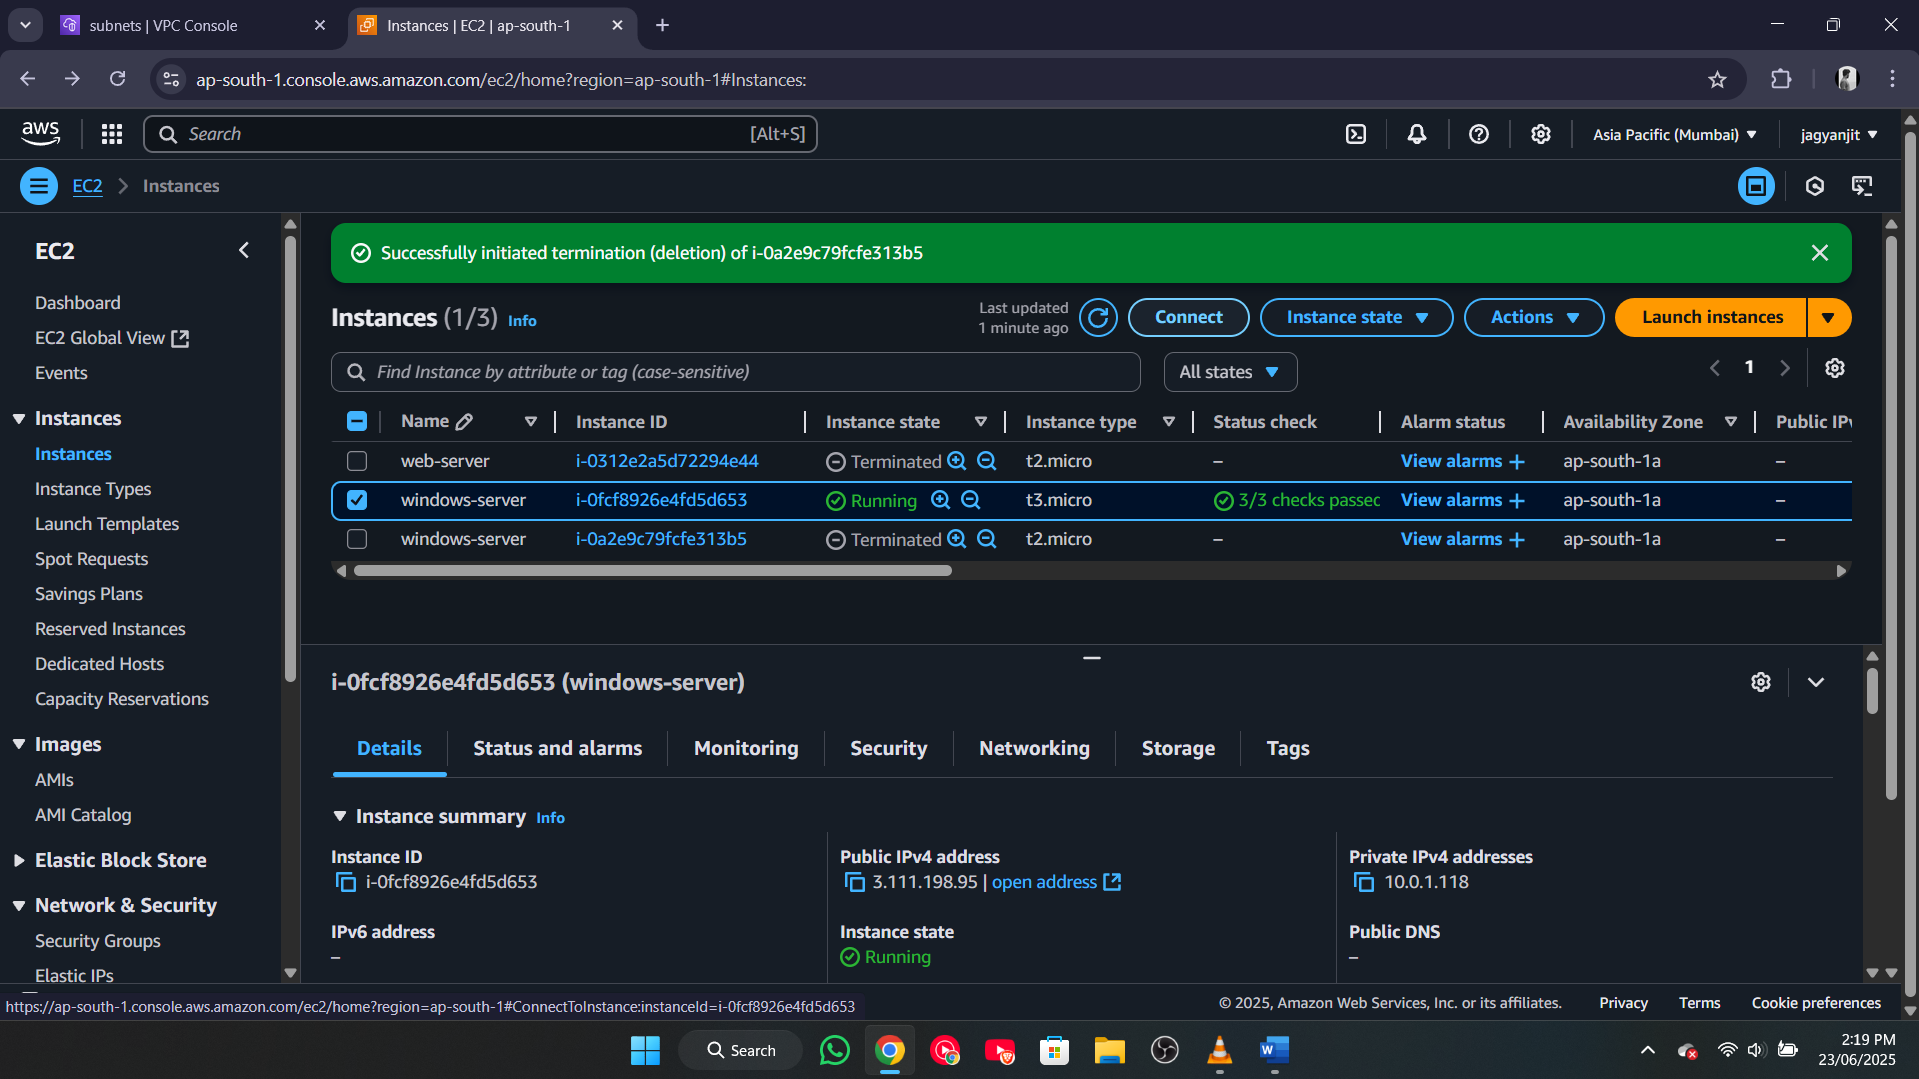 subnets | VPC Console
Instances | EC2 | ap-south-1
ap-south-1.console.aws.amazon.com/ec2/home?region=ap-south-1#Instances:
aws
Search
[Alt+S]
Asia Pacific (Mumbai)
jagyanjit
EC2
Instances
EC2
Dashboard
EC2 Global View
Events
Instances
Instances
Instance Types
Launch Templates
Spot Requests
Savings Plans
Reserved Instances
Dedicated Hosts
Capacity Reservations
Images
AMIs
AMI Catalog
Elastic Block Store
Network & Security
Security Groups
Elastic IPs
Successfully initiated termination (deletion) of i-0a2e9c79fcfe313b5
Instances (1/3) Info
Last updated
1 minute ago
Connect
Instance state
Actions
Launch instances
Find Instance by attribute or tag (case-sensitive)
All states
1
Name Instance ID Instance state Instance type Status check Alarm status Availability Zone Public IPv
web-server i-0312e2a5d72294e44 Terminated t2.micro – View alarms + ap-south-1a –
windows-server i-0fcf8926e4fd5d653 Running t3.micro 3/3 checks passec View alarms + ap-south-1a –
windows-server i-0a2e9c79fcfe313b5 Terminated t2.micro – View alarms + ap-south-1a –
i-0fcf8926e4fd5d653 (windows-server)
Details Status and alarms Monitoring Security Networking Storage Tags
Instance summary Info
Instance ID
i-0fcf8926e4fd5d653
Public IPv4 address
3.111.198.95 | open address
Private IPv4 addresses
10.0.1.118
IPv6 address
–
Instance state
Running
Public DNS
–
https://ap-south-1.console.aws.amazon.com/ec2/home?region=ap-south-1#ConnectToInstance:instanceId=i-0fcf8926e4fd5d653
© 2025, Amazon Web Services, Inc. or its affiliates.
Privacy
Terms
Cookie preferences
Search
2:19 PM
23/06/2025